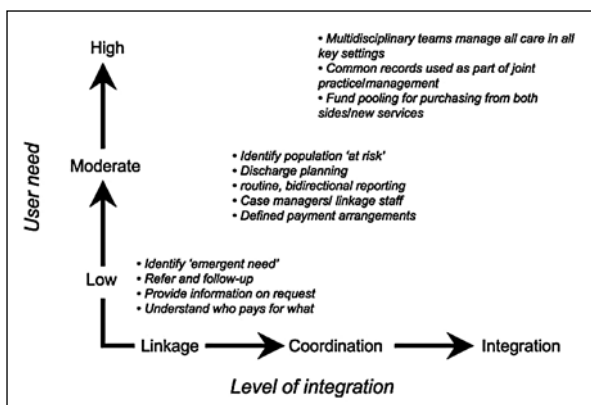 High
• Multidisciplinary teams manage all care in all
key settings
• Common records used as part of joint
practice/management
• Fund pooling for purchasing from both
sides/new services
User need
Moderate
• Identify population 'at risk'
• Discharge planning
• routine, bidirectional reporting
• Case managers/ linkage staff
• Defined payment arrangements
Low
• Identify 'emergent need'
• Refer and follow-up
• Provide information on request
• Understand who pays for what
Linkage
Coordination
Integration
Level of integration